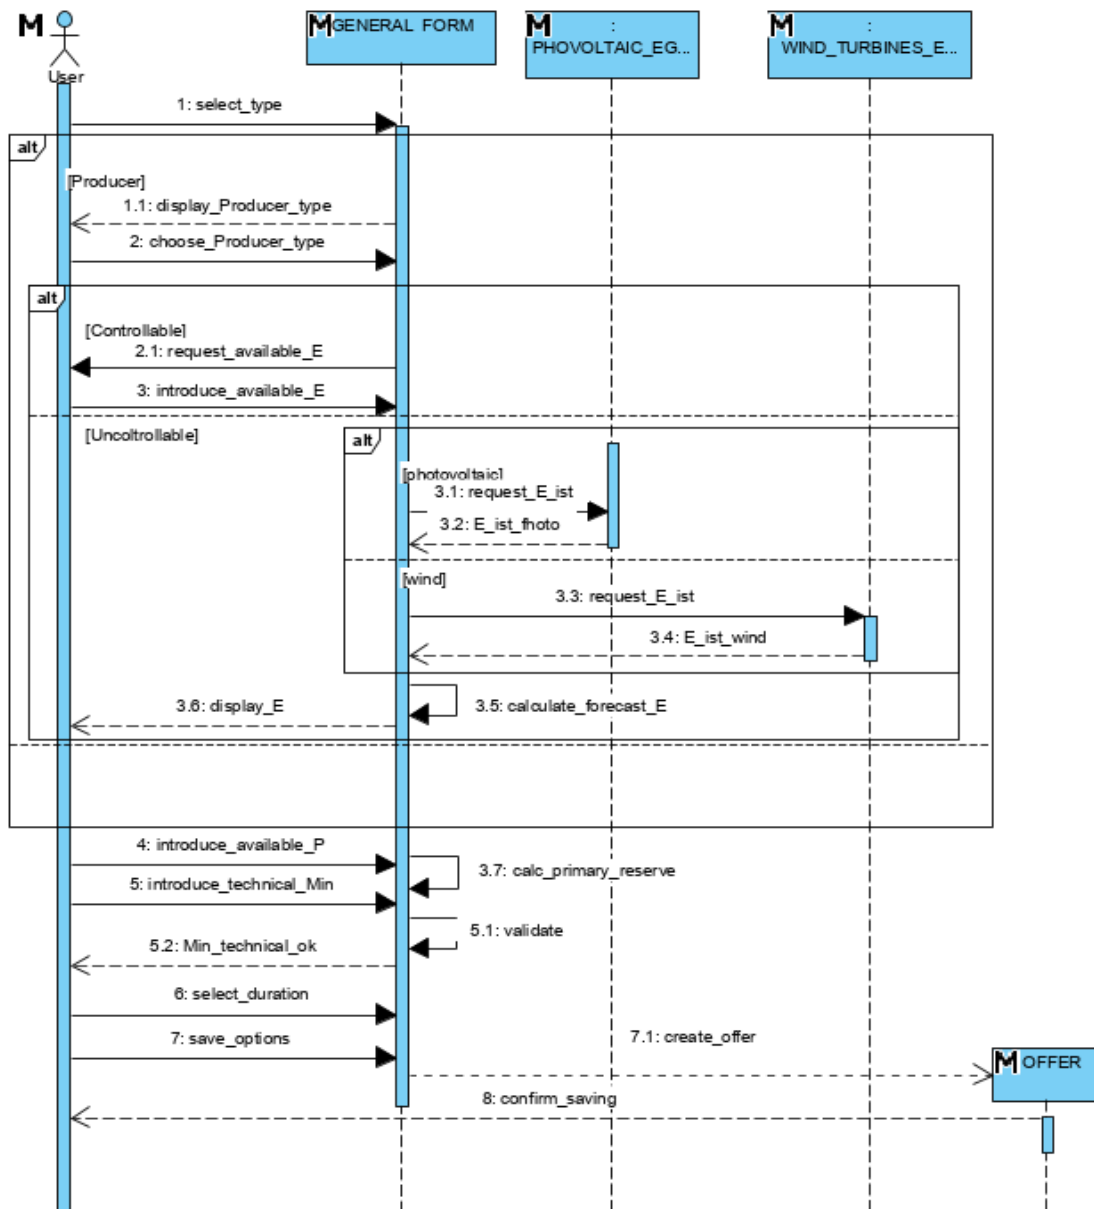 M
User
M GENERAL FORM
M :
PHOVOLTAIC_EG...
M :
WIND_TURBINES_E...
1: select_type
alt
[Producer]
1.1: display_Producer_type
2: choose_Producer_type
alt
[Controllable]
2.1: request_available_E
3: introduce_available_E
[Uncoltrollable]
alt
[photovoltaic]
3.1: request_E_ist
3.2: E_ist_fhoto
[wind]
3.3: request_E_ist
3.4: E_ist_wind
3.6: display_E
3.5: calculate_forecast_E
4: introduce_available_P
3.7: calc_primary_reserve
5: introduce_technical_Min
5.1: validate
5.2: Min_technical_ok
6: select_duration
7: save_options
7.1: create_offer
M OFFER
8: confirm_saving